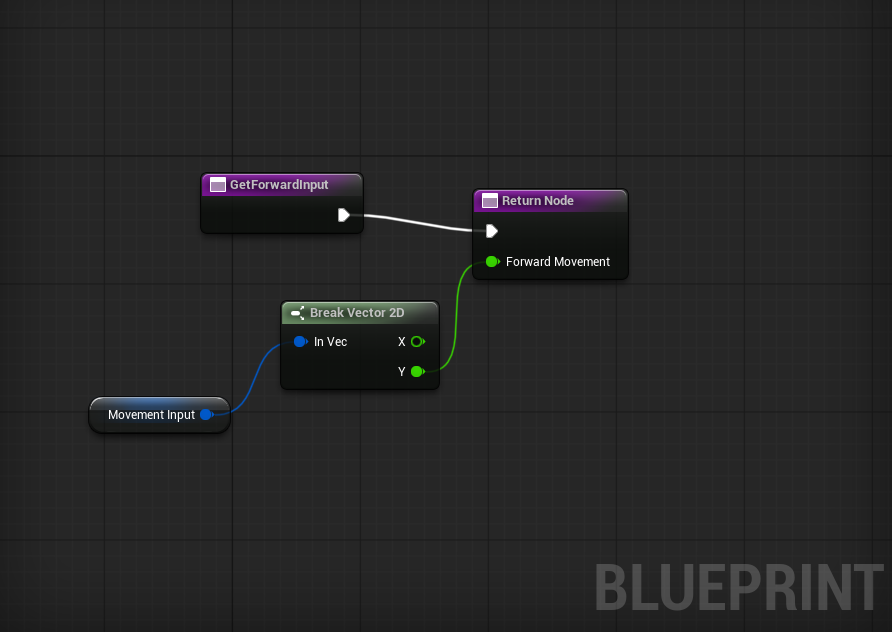 GetForwardInput
Return Node
Forward Movement
Break Vector 2D
In Vec
X
Y
Movement Input
BLUEPRINT